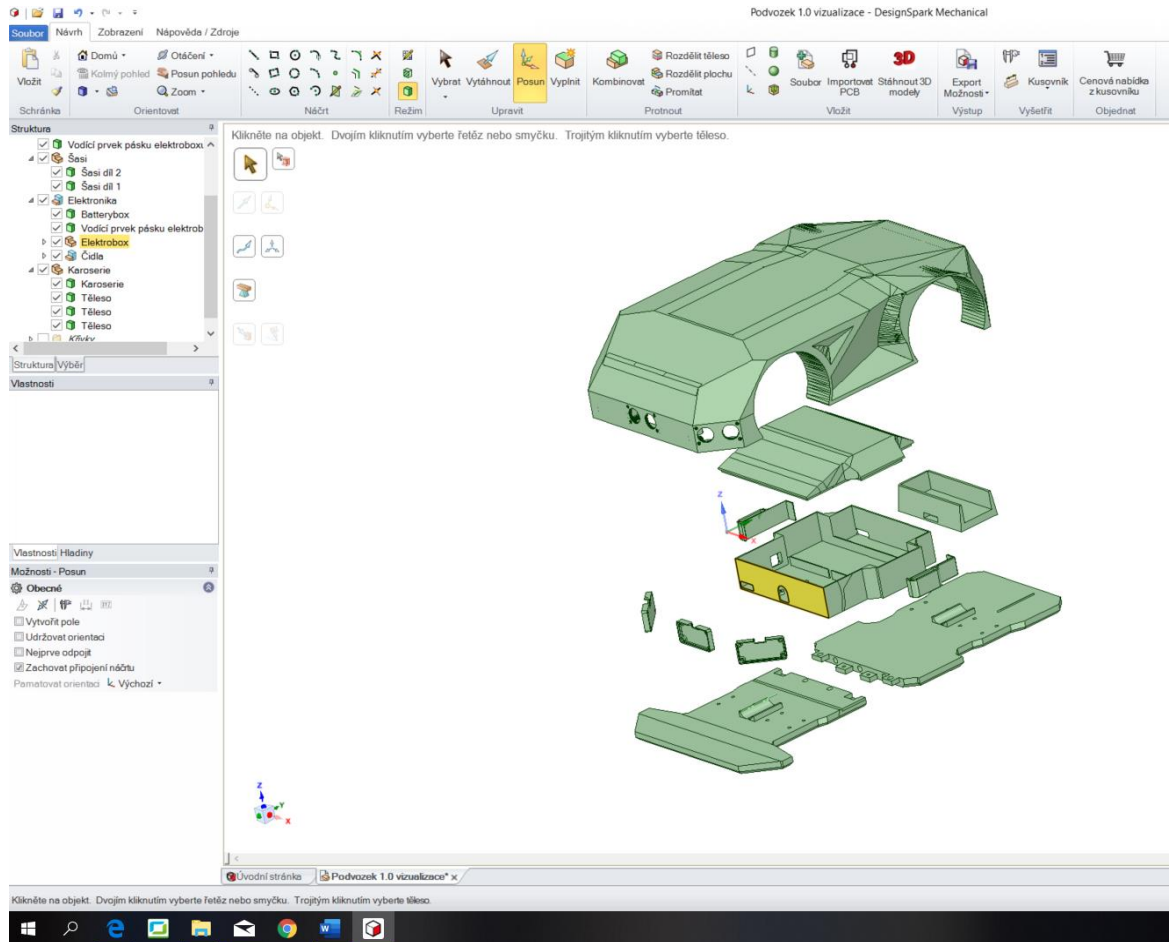 Podvozek 1.0 vizualizace - DesignSpark Mechanical
Soubor Návrh Zobrazení Nápověda / Zdroje
Vložit
Schránka
Domů Otáčení
Kolmý pohled Posun pohledu
Zoom
Orientovat
Náčrt
Režim
Vybrat Vytáhnout Posun Vyplnit
Upravit
Kombinovat
Rozdělit těleso
Rozdělit plochu
Promítat
Protnout
Soubor Importovat PCB Stáhnout 3D modely
3D
Vložit
Export Možnosti
Výstup
Kusovník
Vyšetřit
Cenová nabídka z kusovníku
Objednat
Struktura
Vodící prvek pásku elektroboxu
Šasi
Šasi díl 2
Šasi díl 1
Elektronika
Batterybox
Vodící prvek pásku elektrob
Elektrobox
Čidla
Karoserie
Karoserie
Těleso
Těleso
Těleso
Křivky
Struktura Výběr
Vlastnosti
Vlastnosti Hladiny
Možnosti - Posun
Obecné
Vytvořit pole
Udržovat orientaci
Nejprve odpojit
Zachovat připojení náčrtu
Pamatovat orientaci Výchozí
Klikněte na objekt. Dvojím kliknutím vyberte řetěz nebo smyčku. Trojitým kliknutím vyberte těleso.
Z
X
Z
Y
X
Úvodní stránka Podvozek 1.0 vizualizace* x
Klikněte na objekt. Dvojím kliknutím vyberte řetěz nebo smyčku. Trojitým kliknutím vyberte těleso.